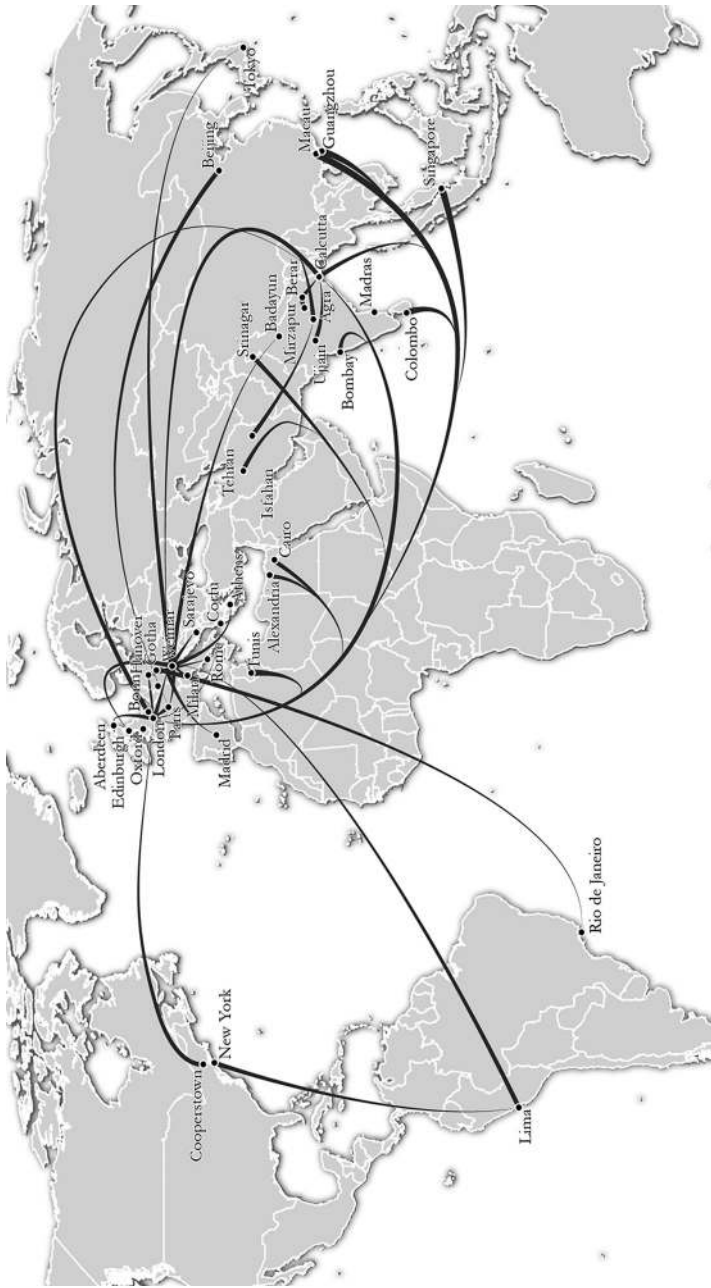 Tokyo
Beijing
Macau
Guangzhou
Singapore
Calcutta
Berar
Mirzapur
Agra
Badayun
Srinagar
Ujjain
Bombay
Madras
Colombo
Tehran
Isfahan
Cairo
Alexandria
Athens
Corfu
Sarajevo
Weimar
Gotha
Hanover
Bonn
Rome
Milan
Tunis
Paris
London
Oxford
Edinburgh
Aberdeen
Madrid
Rio de Janeiro
New York
Cooperstown
Lima